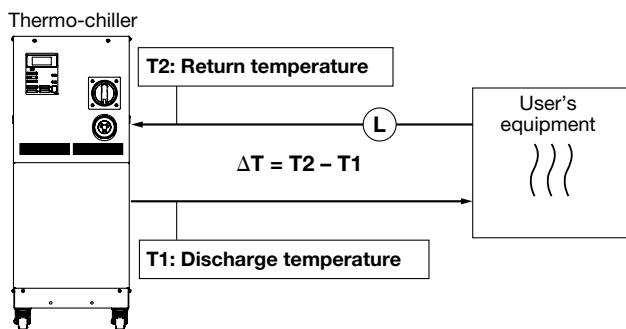 Thermo-chiller
T2: Return temperature
L
User's
equipment
ΔT = T2 – T1
T1: Discharge temperature